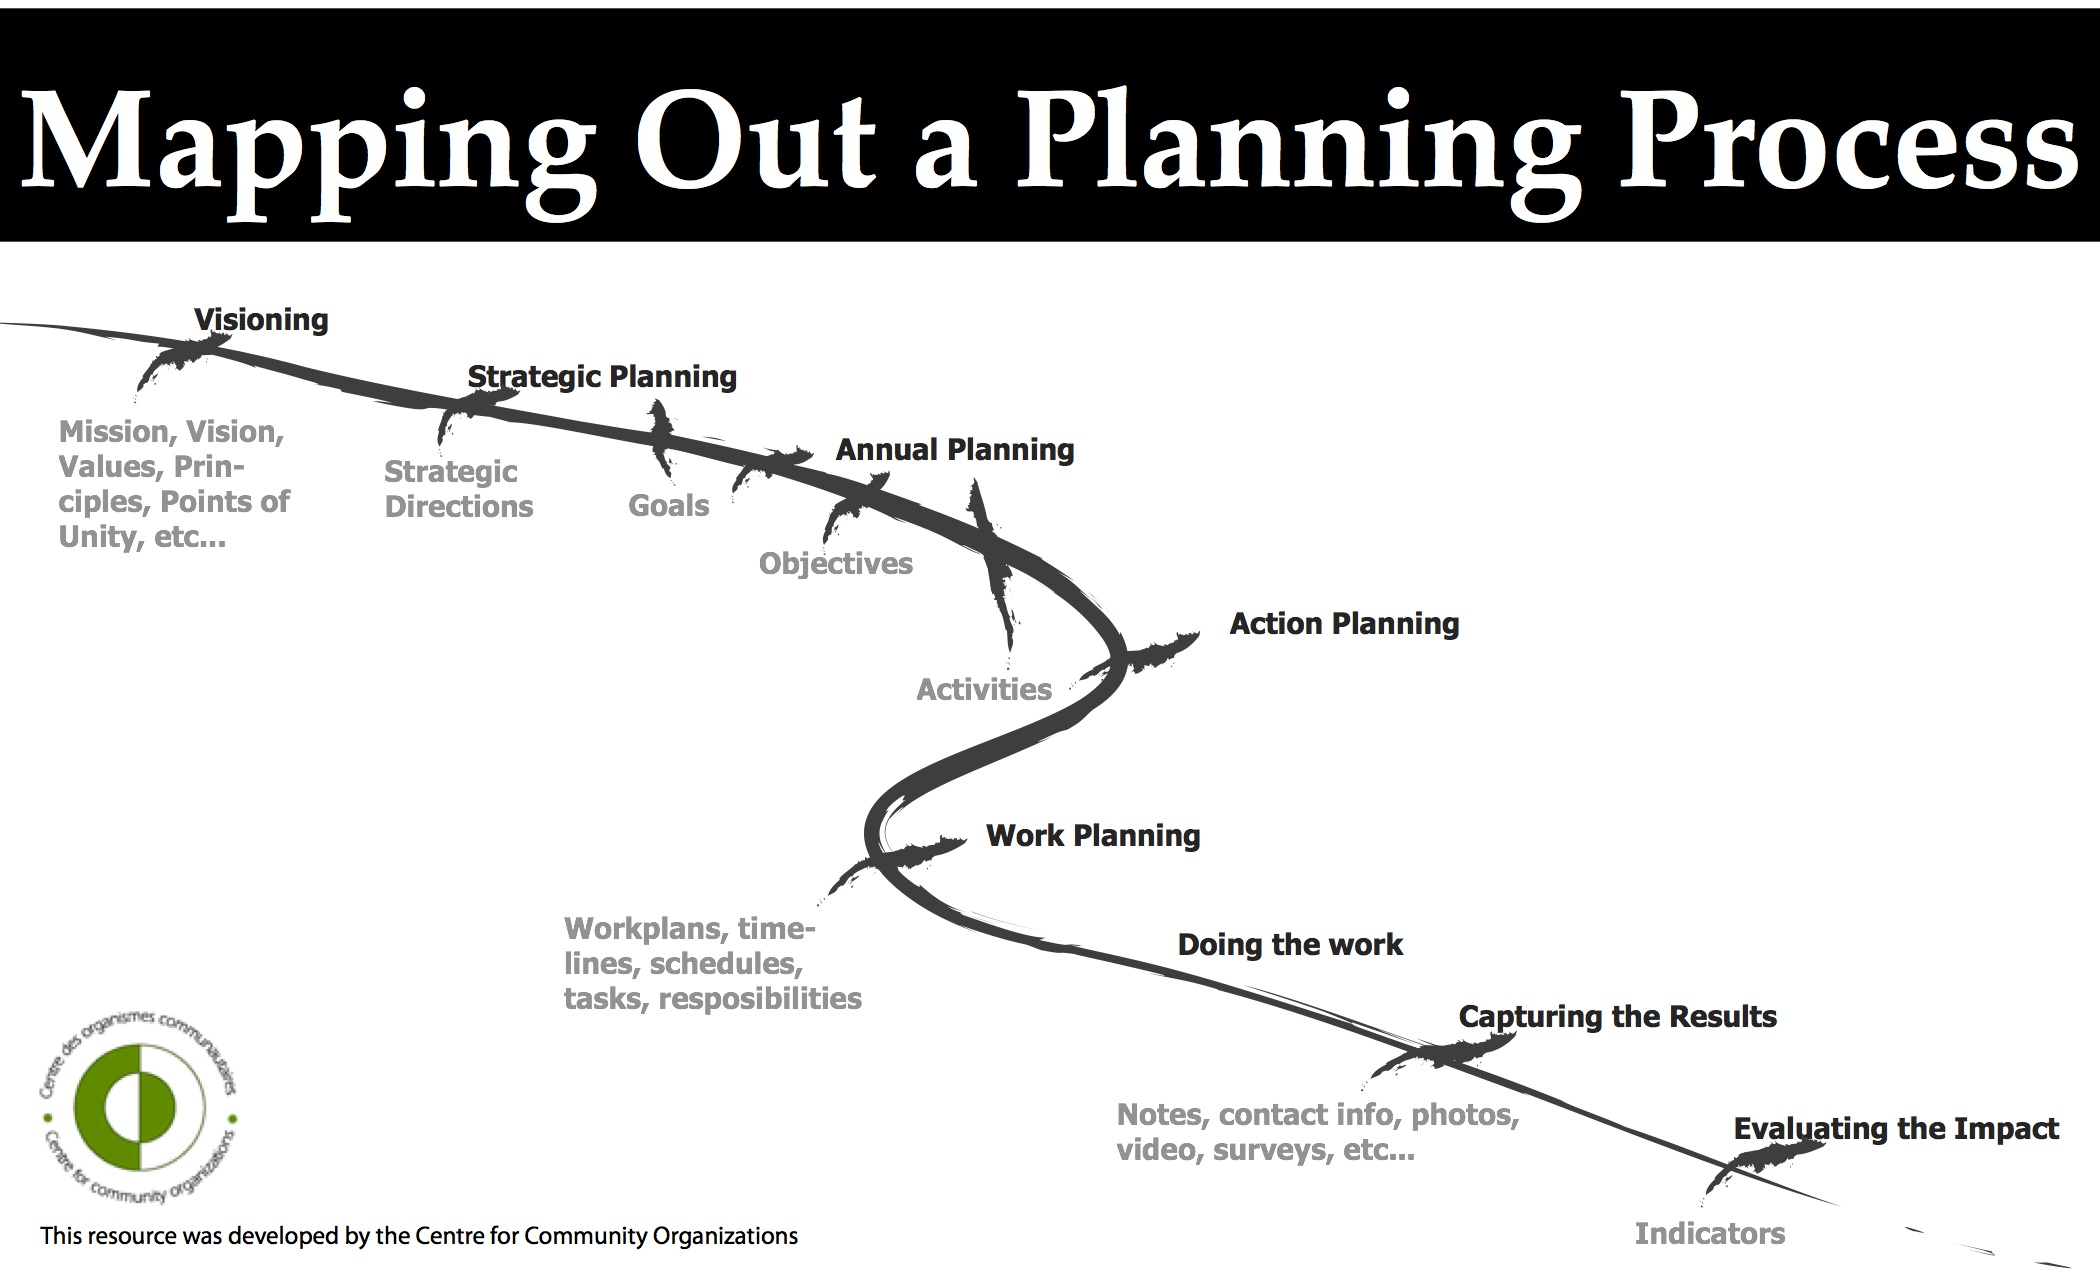 Mapping Out a Planning Process
Visioning
Mission, Vision,
Values, Prin-
ciples, Points of
Unity, etc...
Strategic Planning
Strategic
Directions
Goals
Annual Planning
Objectives
Activities
Action Planning
Work Planning
Workplans, time-
lines, schedules,
tasks, resposibilities
Doing the work
Capturing the Results
Notes, contact info, photos,
video, surveys, etc...
Evaluating the Impact
Indicators
Centre des organismes communautaires
Centre for community organizations
This resource was developed by the Centre for Community Organizations